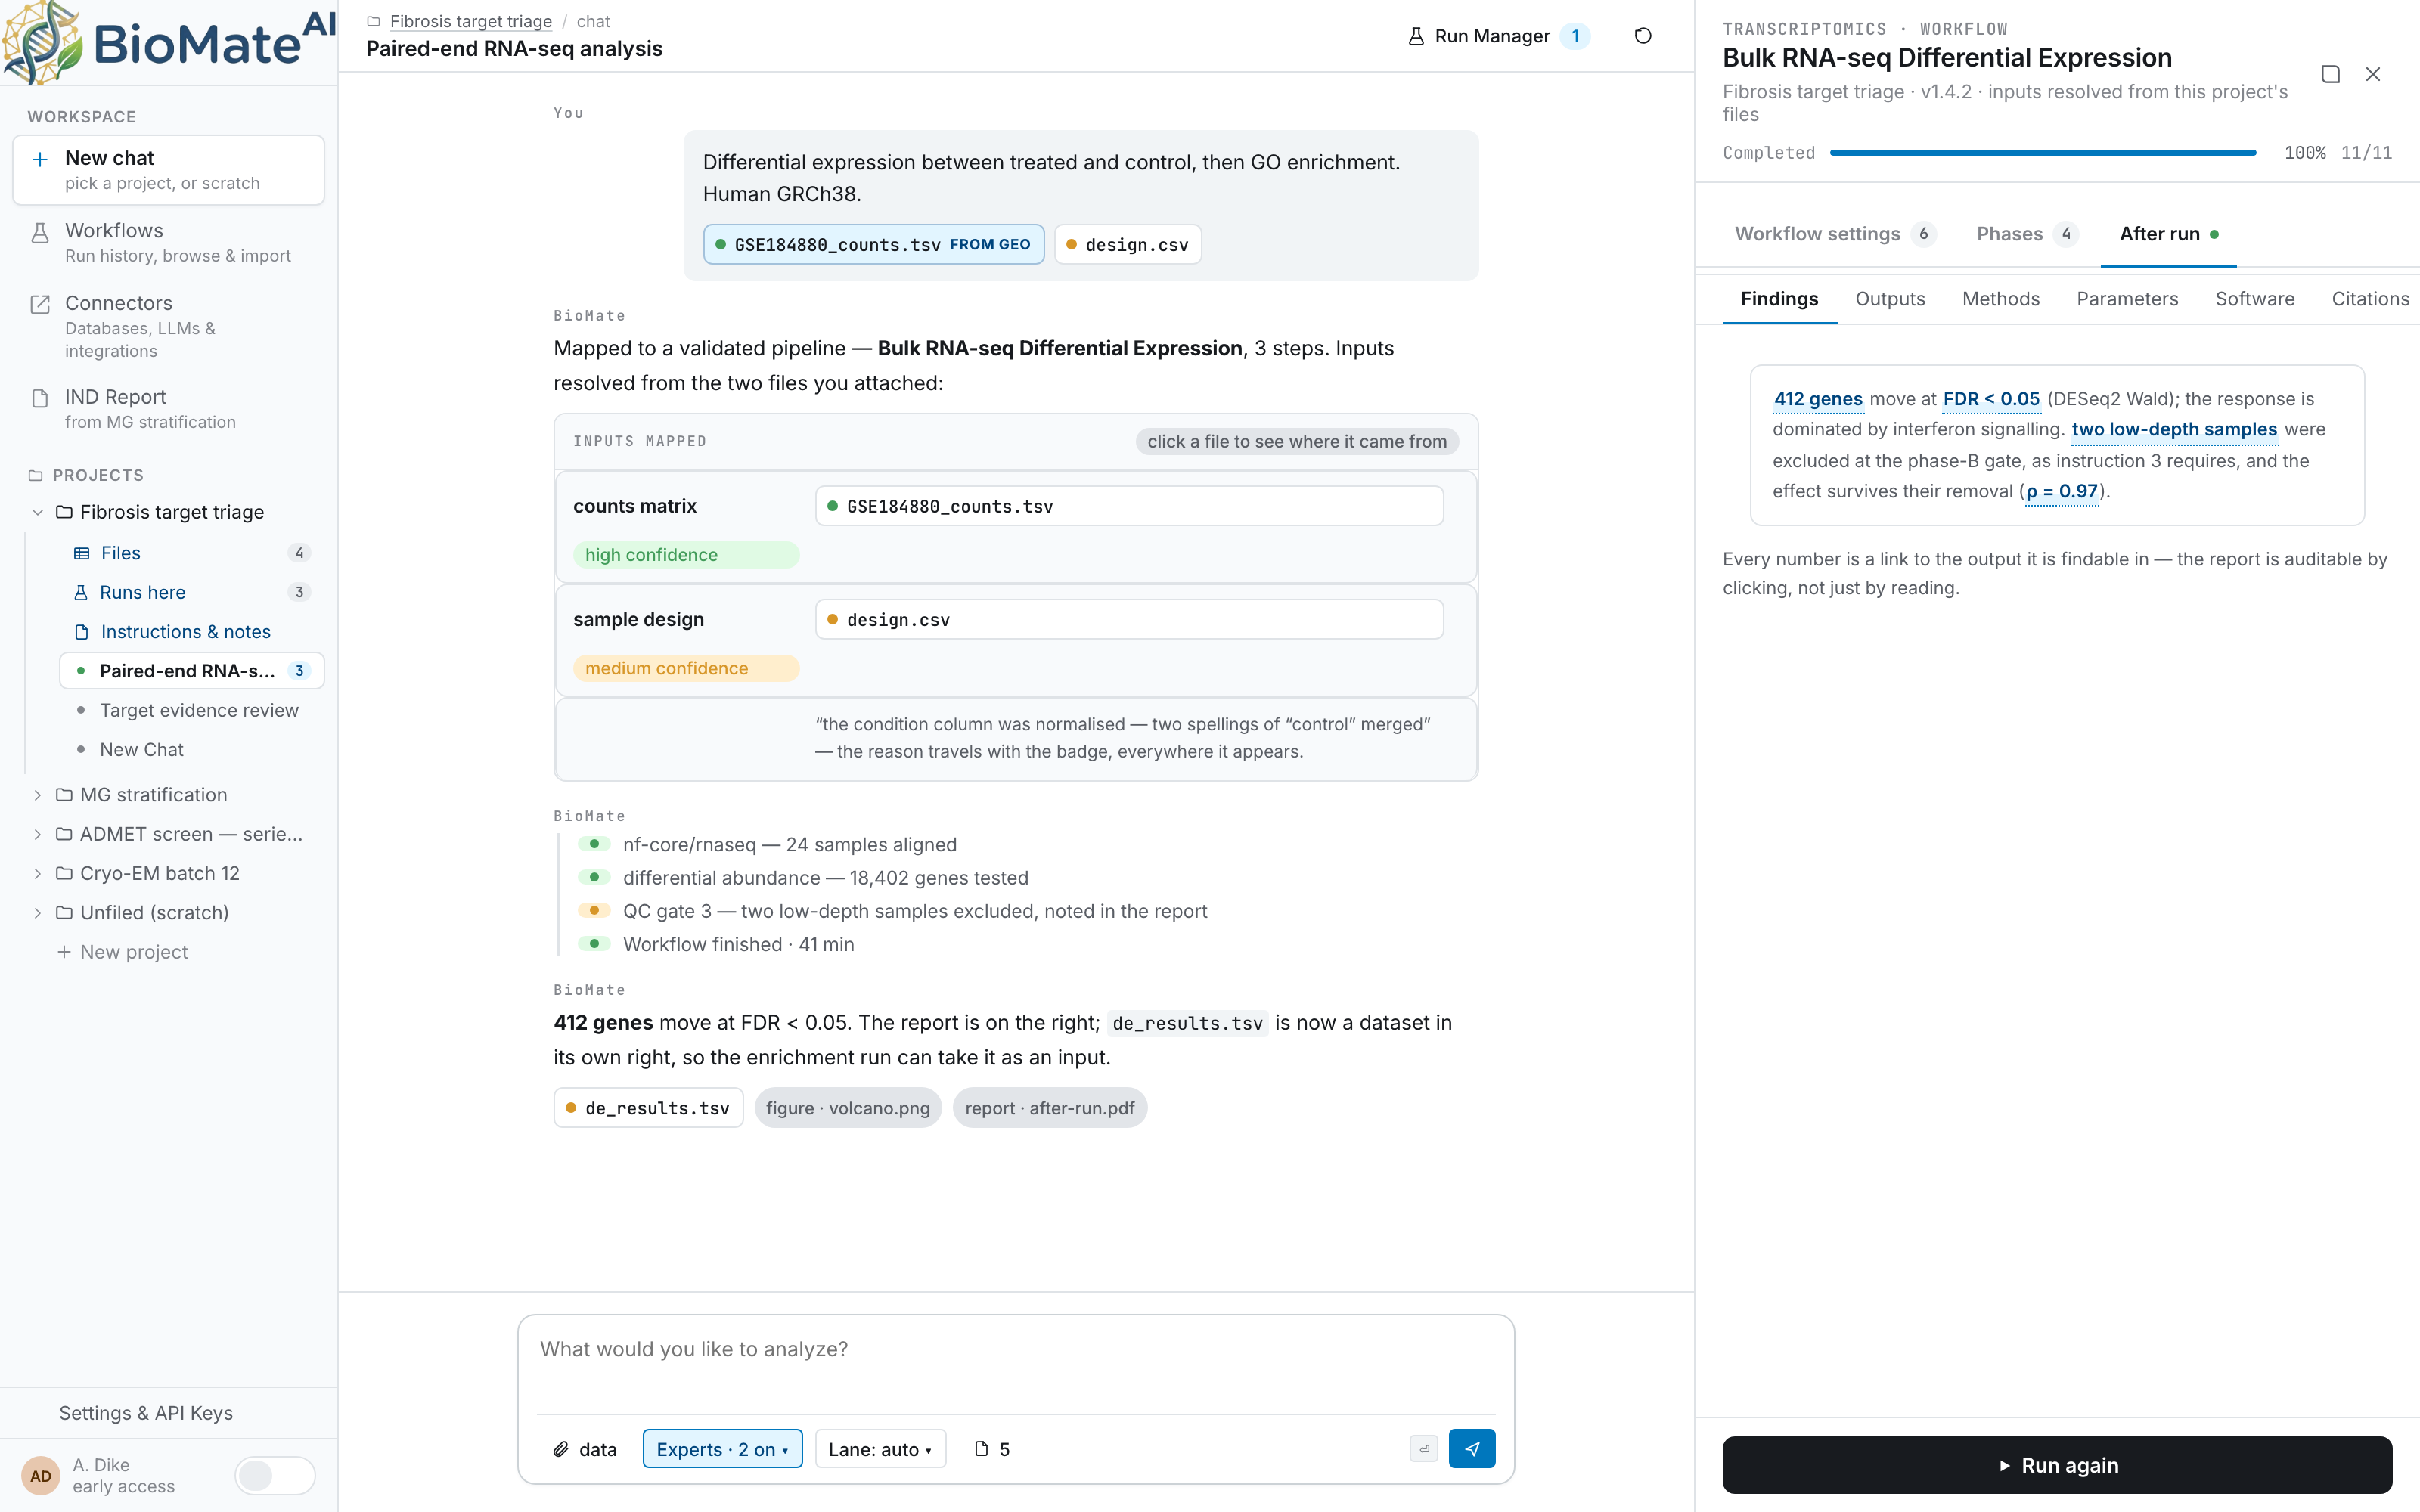 BioMate AI
WORKSPACE
New chat
pick a project, or scratch
Workflows
Run history, browse & import
Connectors
Databases, LLMs &
integrations
IND Report
from MG stratification
PROJECTS
Fibrosis target triage
Files 4
Runs here 3
Instructions & notes
Paired-end RNA-s... 3
Target evidence review
New Chat
MG stratification
ADMET screen — serie...
Cryo-EM batch 12
Unfiled (scratch)
+ New project
Settings & API Keys
AD
A. Dike
early access
Fibrosis target triage / chat
Paired-end RNA-seq analysis
Run Manager 1
You
Differential expression between treated and control, then GO enrichment.
Human GRCh38.
GSE184880_counts.tsv FROM GEO design.csv
BioMate
Mapped to a validated pipeline — Bulk RNA-seq Differential Expression, 3 steps. Inputs
resolved from the two files you attached:
INPUTS MAPPED click a file to see where it came from
counts matrix GSE184880_counts.tsv
high confidence
sample design design.csv
medium confidence
“the condition column was normalised — two spellings of “control” merged”
— the reason travels with the badge, everywhere it appears.
BioMate
nf-core/rnaseq — 24 samples aligned
differential abundance — 18,402 genes tested
QC gate 3 — two low-depth samples excluded, noted in the report
Workflow finished · 41 min
BioMate
412 genes move at FDR < 0.05. The report is on the right; de_results.tsv is now a dataset in
its own right, so the enrichment run can take it as an input.
de_results.tsv figure · volcano.png report · after-run.pdf
What would you like to analyze?
data Experts · 2 on ▾ Lane: auto ▾ 5
TRANSCRIPTOMICS · WORKFLOW
Bulk RNA-seq Differential Expression
Fibrosis target triage · v1.4.2 · inputs resolved from this project's
files
Completed 100% 11/11
Workflow settings 6 Phases 4 After run
Findings Outputs Methods Parameters Software Citations
412 genes move at FDR < 0.05 (DESeq2 Wald); the response is
dominated by interferon signalling. two low-depth samples were
excluded at the phase-B gate, as instruction 3 requires, and the
effect survives their removal (ρ = 0.97).
Every number is a link to the output it is findable in — the report is auditable by
clicking, not just by reading.
Run again